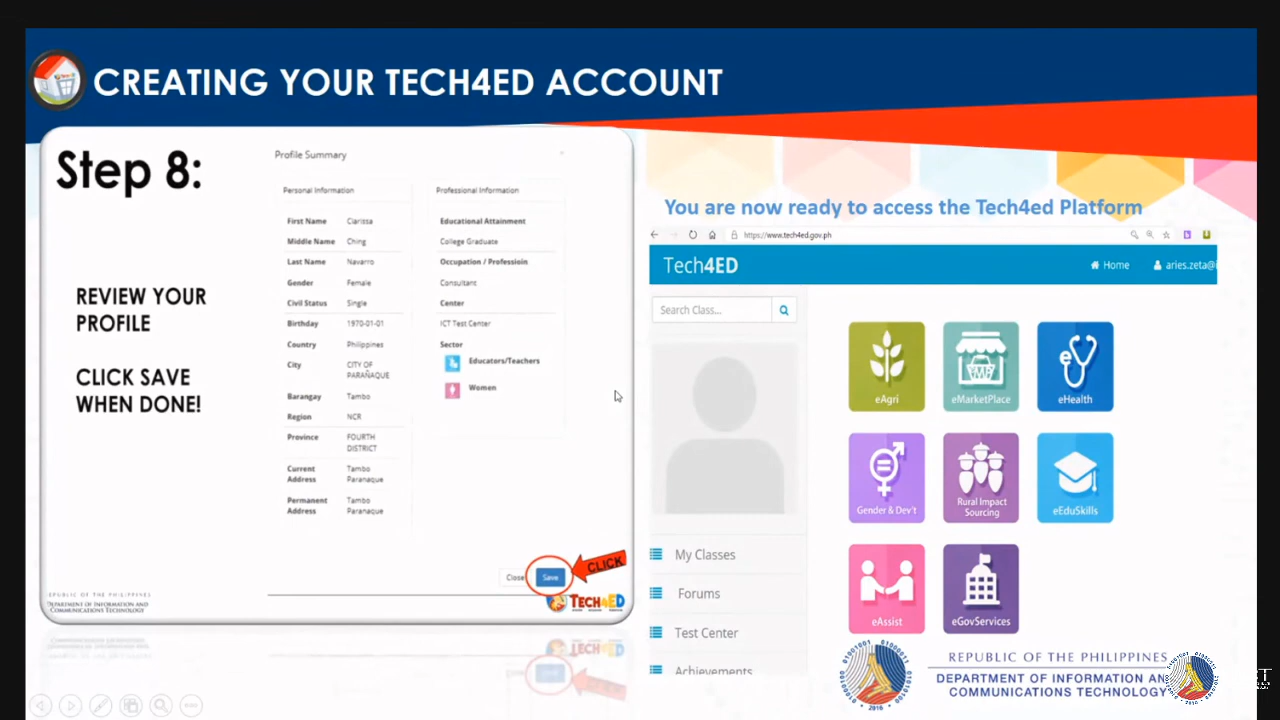 CREATING YOUR TECH4ED ACCOUNT
Step 8:
REVIEW YOUR
PROFILE
CLICK SAVE
WHEN DONE!
Profile Summary
Personal Information
First Name Clarissa
Middle Name Ching
Last Name Navarro
Gender Female
Civil Status Single
Birthday 1970-01-01
Country Philippines
City CITY OF
PARAÑAQUE
Barangay Tambo
Region NCR
Province FOURTH
DISTRICT
Current Tambo
Address Paranaque
Permanent Tambo
Address Paranaque
Professional Information
Educational Attainment
College Graduate
Occupation / Professioin
Consultant
Center
ICT Test Center
Sector
Educators/Teachers
Women
Close Save
CLICK
REPUBLIC OF THE PHILIPPINES
DEPARTMENT OF INFORMATION AND
COMMUNICATIONS TECHNOLOGY
TECH4ED
You are now ready to access the Tech4ed Platform
https://www.tech4ed.gov.ph
Tech4ED
Home aries.zeta@i
Search Class...
My Classes
Forums
Test Center
Achievements
eAgri
eMarketPlace
eHealth
Gender & Dev't
Rural Impact
Sourcing
eEduSkills
eAssist
eGovServices
REPUBLIC OF THE PHILIPPINES
DEPARTMENT OF INFORMATION AN
COMMUNICATIONS TECHNOLOGY
2016